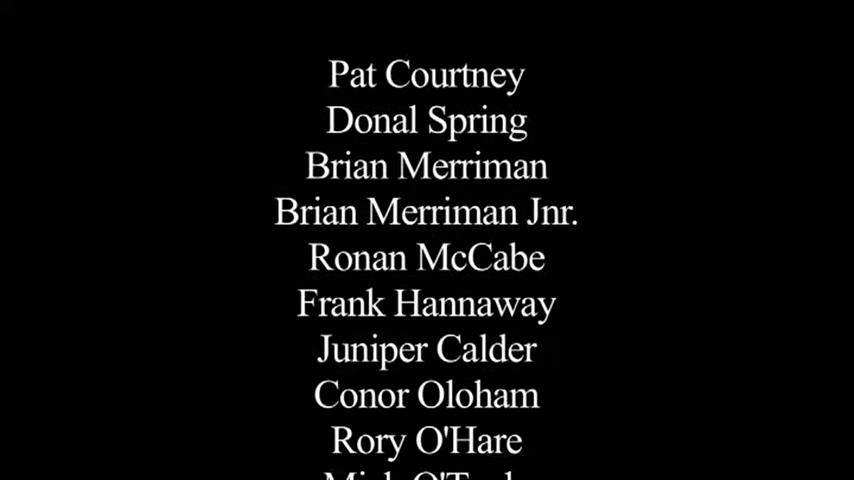 Pat Courtney
Donal Spring
Brian Merriman
Brian Merriman Jnr.
Ronan McCabe
Frank Hannaway
Juniper Calder
Conor Oloham
Rory O'Hare